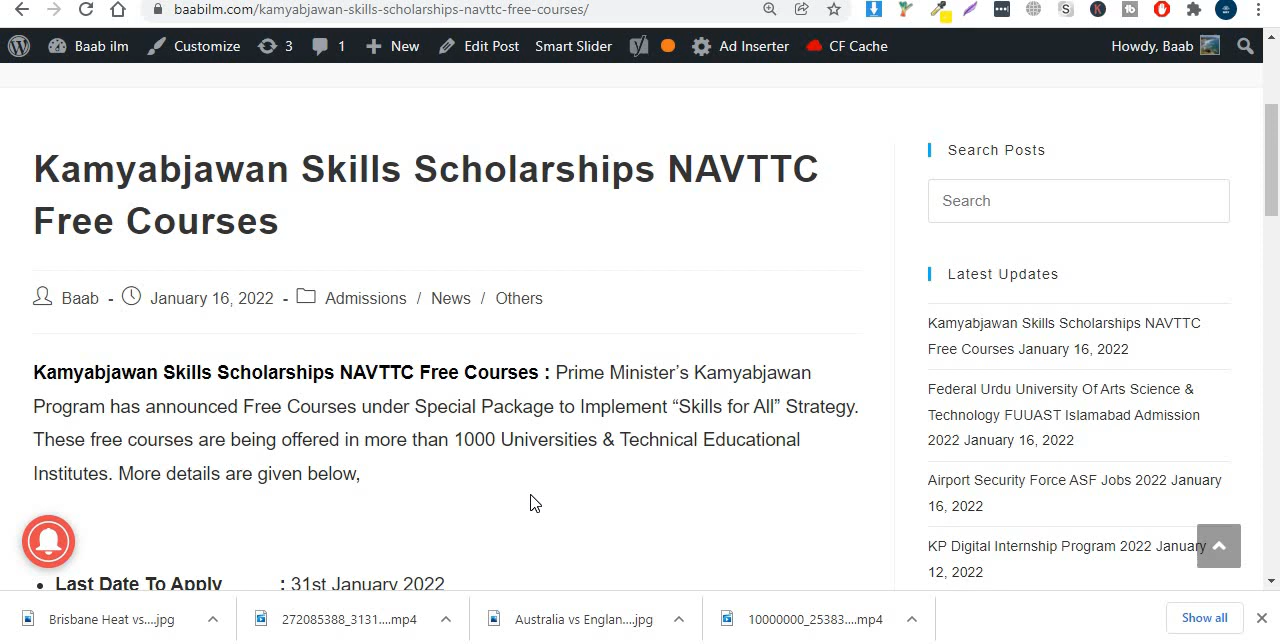 baabilm.com/kamyabjawan-skills-scholarships-navttc-free-courses/
Baab ilm Customize 3 1 New Edit Post Smart Slider Ad Inserter CF Cache Howdy, Baab
Kamyabjawan Skills Scholarships NAVTTC
Free Courses
Baab - January 16, 2022 - Admissions / News / Others
Kamyabjawan Skills Scholarships NAVTTC Free Courses : Prime Minister’s Kamyabjawan
Program has announced Free Courses under Special Package to Implement “Skills for All” Strategy.
These free courses are being offered in more than 1000 Universities & Technical Educational
Institutes. More details are given below,
• Last Date To Apply : 31st January 2022
Search Posts
Search
Latest Updates
Kamyabjawan Skills Scholarships NAVTTC
Free Courses January 16, 2022
Federal Urdu University Of Arts Science &
Technology FUUAST Islamabad Admission
2022 January 16, 2022
Airport Security Force ASF Jobs 2022 January
16, 2022
KP Digital Internship Program 2022 January
12, 2022
Brisbane Heat vs....jpg 272085388_3131....mp4 Australia vs Englan....jpg 10000000_25383....mp4 Show all